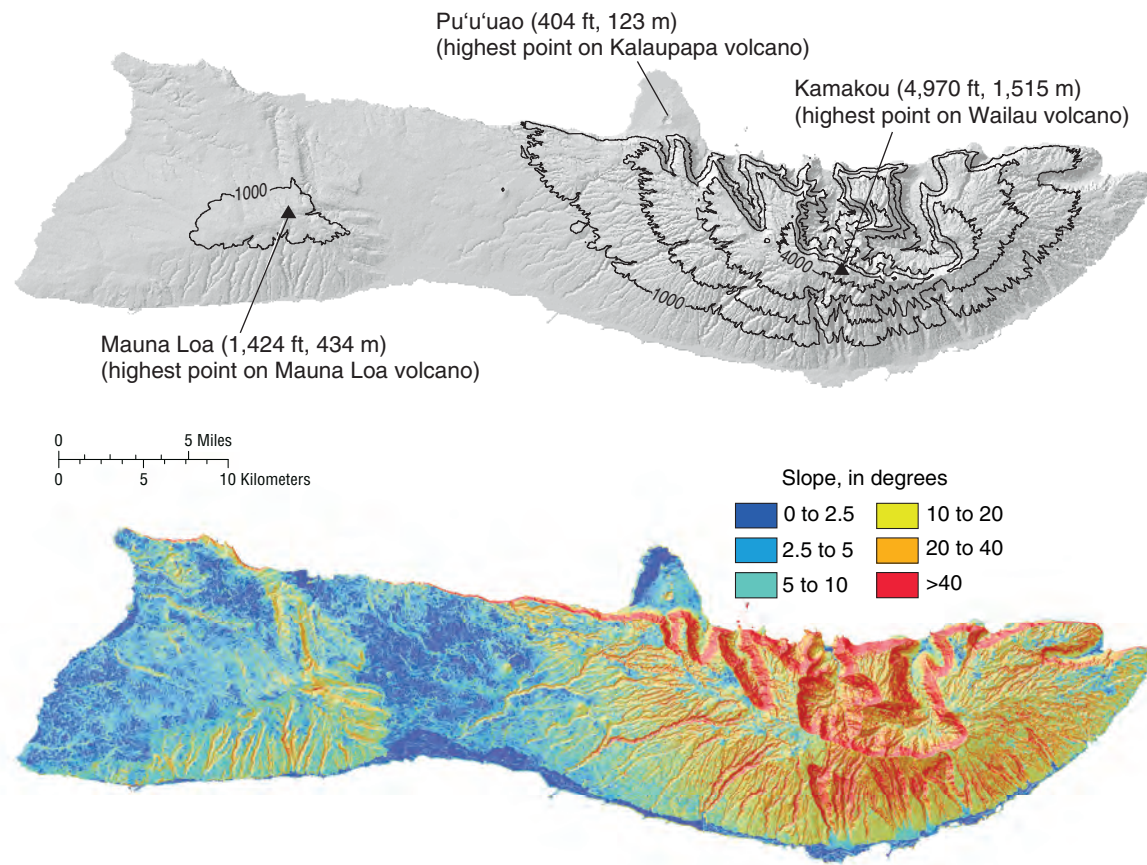 Pu‘u‘uao (404 ft, 123 m)
(highest point on Kalaupapa volcano)
Kamakou (4,970 ft, 1,515 m)
(highest point on Wailau volcano)
1000
4000
1000
Mauna Loa (1,424 ft, 434 m)
(highest point on Mauna Loa volcano)
0 5 Miles
0 5 10 Kilometers
Slope, in degrees
0 to 2.5
10 to 20
2.5 to 5
20 to 40
5 to 10
>40